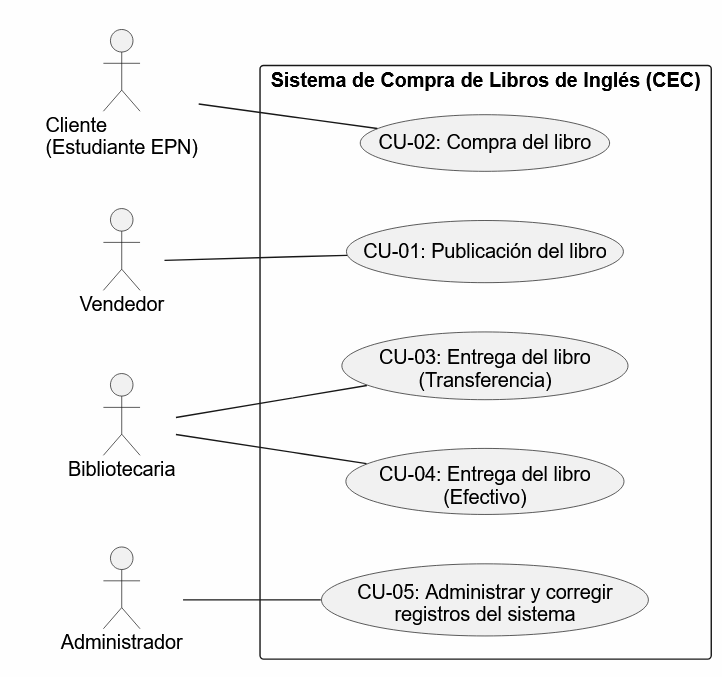 Sistema de Compra de Libros de Inglés (CEC)
Cliente
(Estudiante EPN)
CU-02: Compra del libro
Vendedor
CU-01: Publicación del libro
Bibliotecaria
CU-03: Entrega del libro
(Transferencia)
CU-04: Entrega del libro
(Efectivo)
Administrador
CU-05: Administrar y corregir
registros del sistema